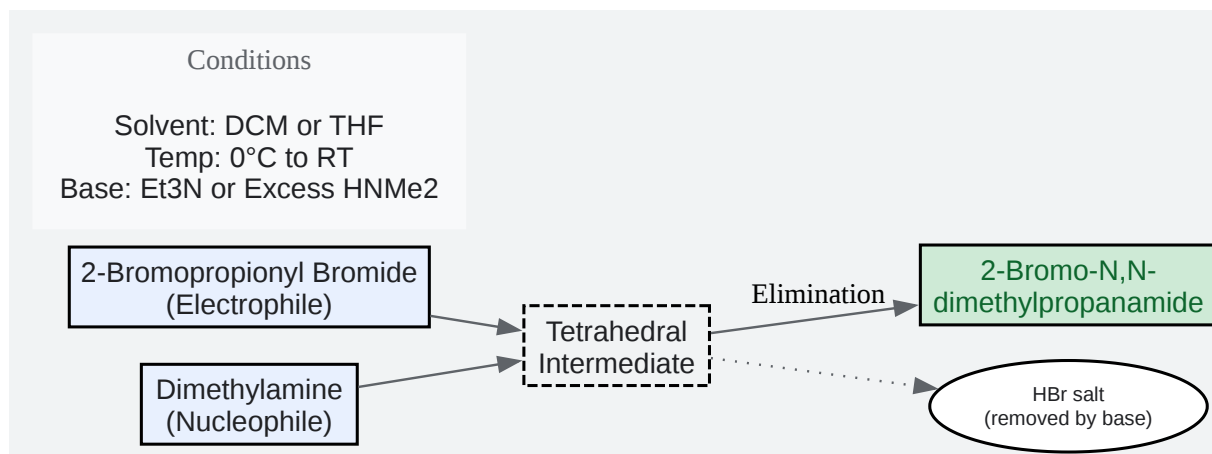 Conditions
Solvent: DCM or THF
Temp: 0°C to RT
Base: Et3N or Excess HNMe2
2-Bromopropionyl Bromide
(Electrophile)
Dimethylamine
(Nucleophile)
Tetrahedral
Intermediate
Elimination
2-Bromo-N,N-
dimethylpropanamide
HBr salt
(removed by base)